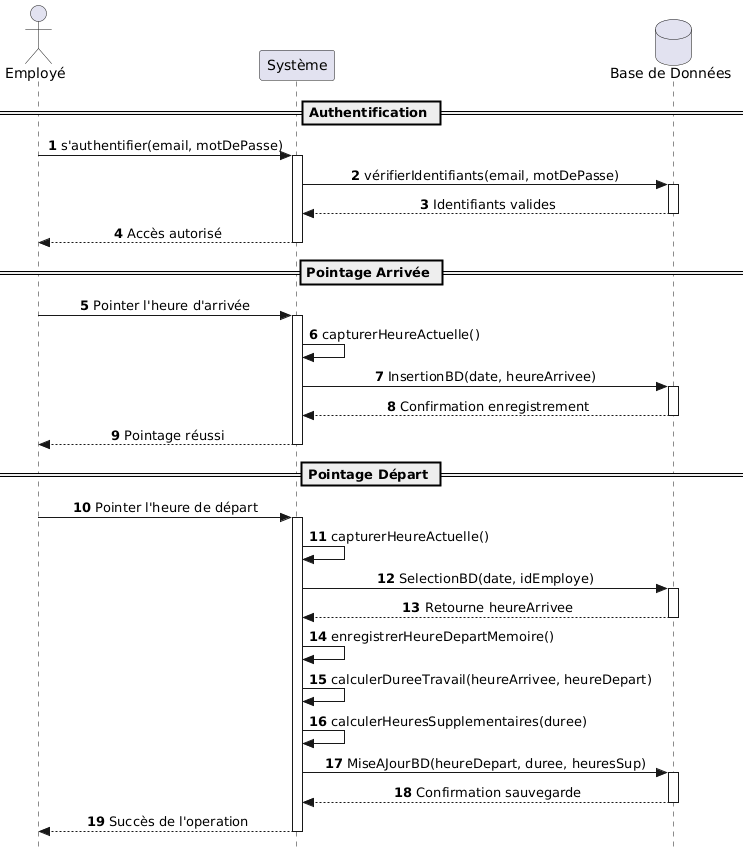 Employé
Système
Base de Données
Authentification
1 s'authentifier(email, motDePasse)
2 vérifierIdentifiants(email, motDePasse)
3 Identifiants valides
4 Accès autorisé
Pointage Arrivée
5 Pointer l'heure d'arrivée
6 capturerHeureActuelle()
7 InsertionBD(date, heureArrivee)
8 Confirmation enregistrement
9 Pointage réussi
Pointage Départ
10 Pointer l'heure de départ
11 capturerHeureActuelle()
12 SelectionBD(date, idEmploye)
13 Retourne heureArrivee
14 enregistrerHeureDepartMemoire()
15 calculerDureeTravail(heureArrivee, heureDepart)
16 calculerHeuresSupplementaires(duree)
17 MiseAJourBD(heureDepart, duree, heuresSup)
18 Confirmation sauvegarde
19 Succès de l'operation